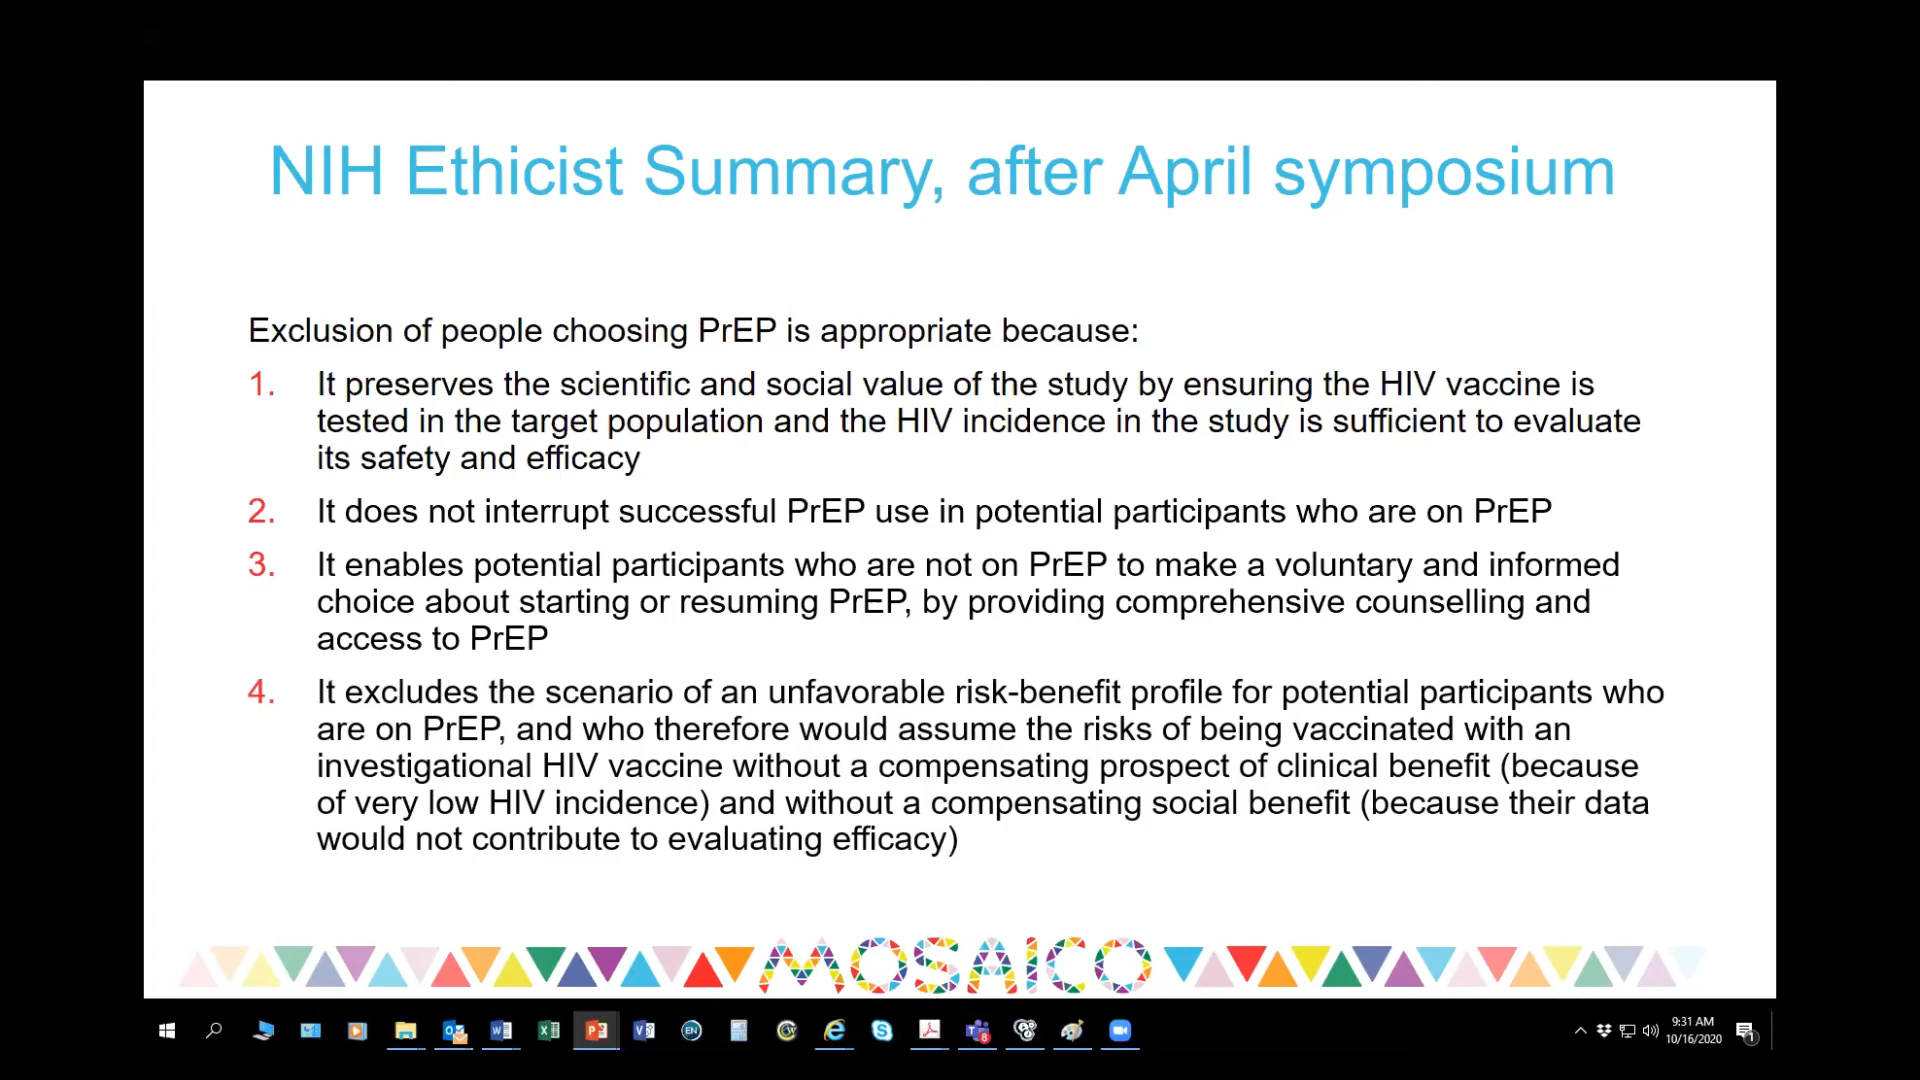 NIH Ethicist Summary, after April symposium
Exclusion of people choosing PrEP is appropriate because:
1. It preserves the scientific and social value of the study by ensuring the HIV vaccine is
tested in the target population and the HIV incidence in the study is sufficient to evaluate
its safety and efficacy
2. It does not interrupt successful PrEP use in potential participants who are on PrEP
3. It enables potential participants who are not on PrEP to make a voluntary and informed
choice about starting or resuming PrEP, by providing comprehensive counselling and
access to PrEP
4. It excludes the scenario of an unfavorable risk-benefit profile for potential participants who
are on PrEP, and who therefore would assume the risks of being vaccinated with an
investigational HIV vaccine without a compensating prospect of clinical benefit (because
of very low HIV incidence) and without a compensating social benefit (because their data
would not contribute to evaluating efficacy)
MOSAICO
EN
8
9:31 AM
10/16/2020
1